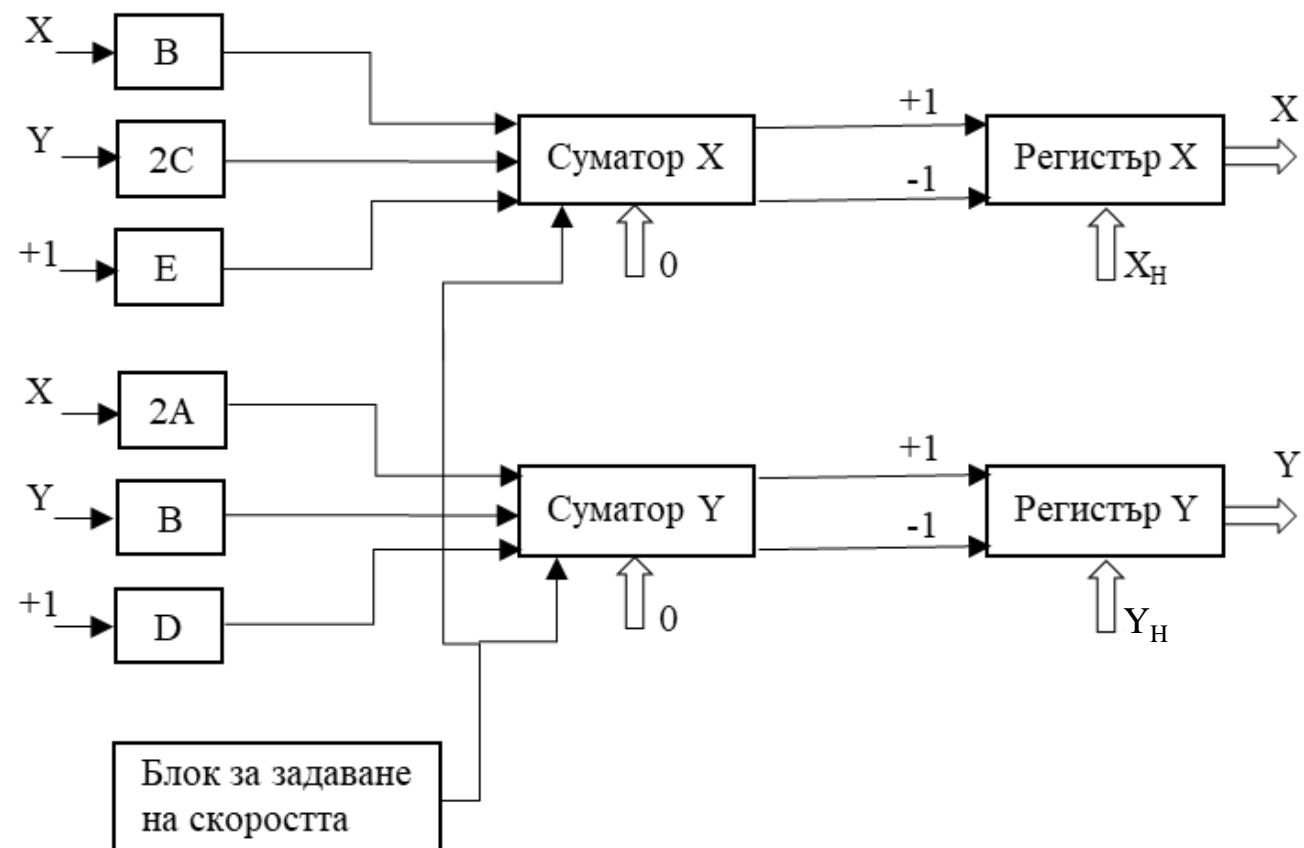 X
B
Y
2C
+1
E
Суматор X
0
+1
-1
Регистър X
X
XН
X
2A
Y
B
+1
D
Суматор Y
0
+1
-1
Регистър Y
Y
YН
Блок за задаване
на скоростта